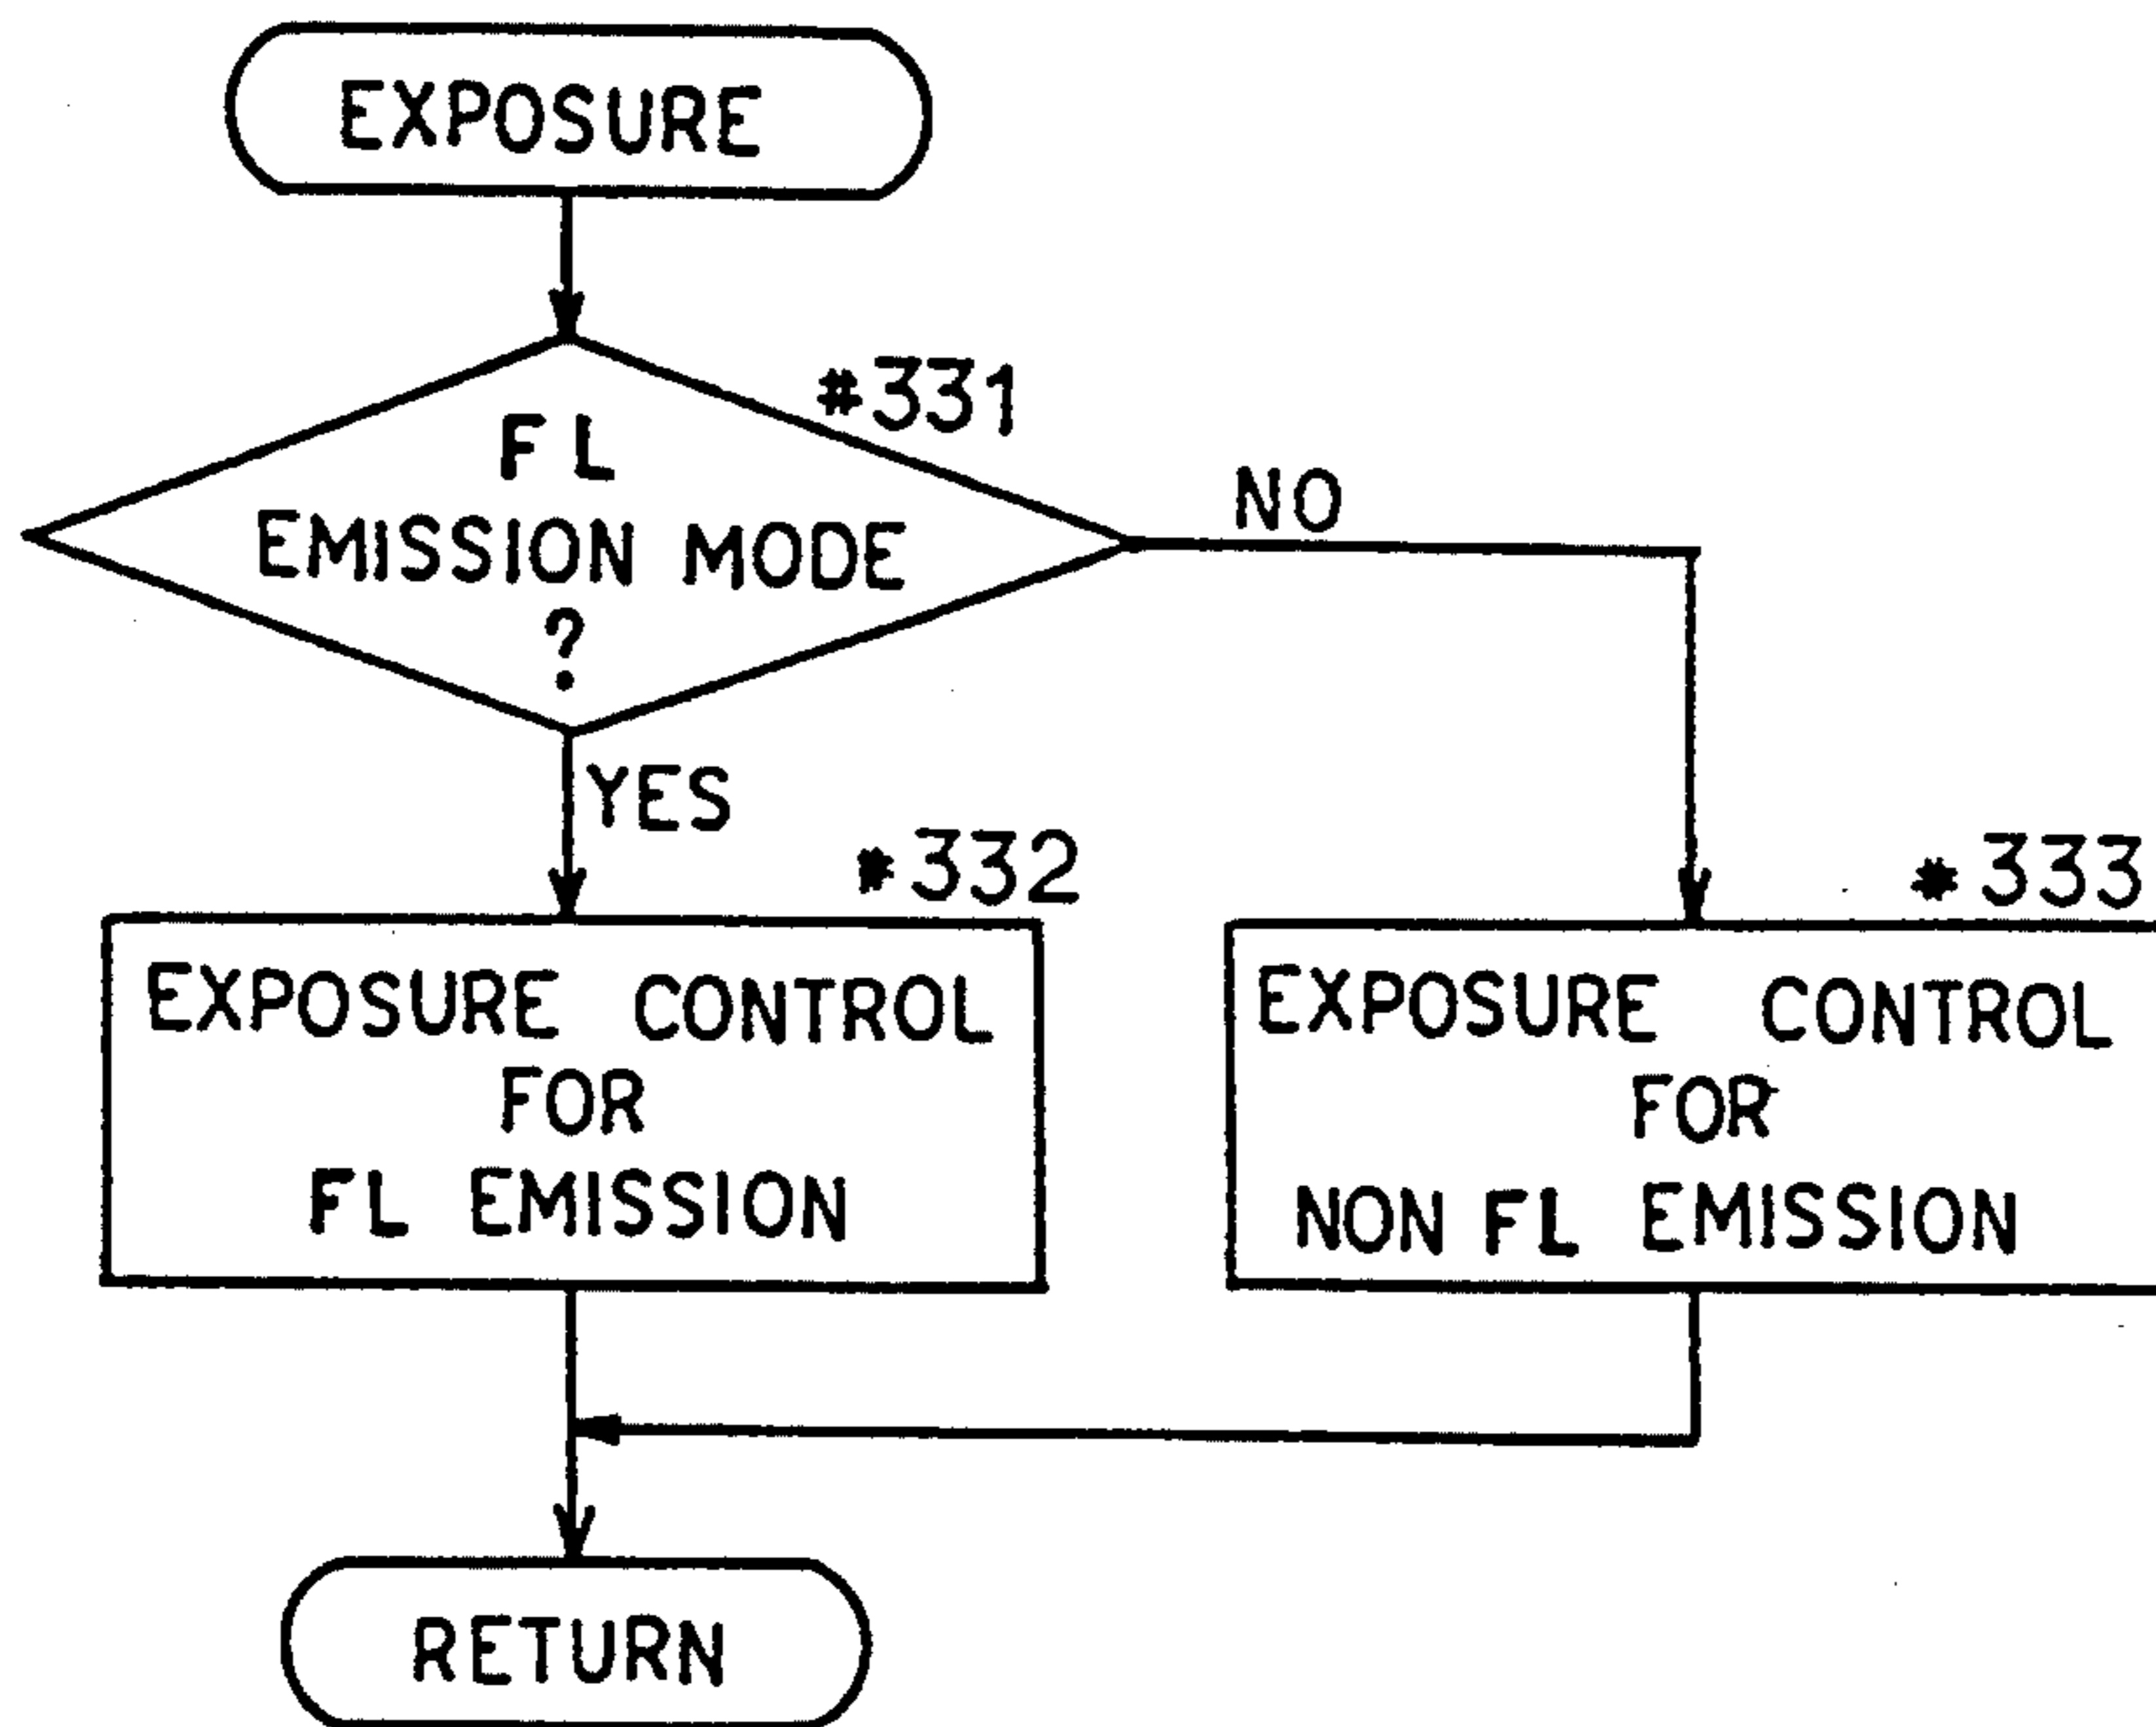 EXPOSURE
#331
FL
EMISSION MODE
?
NO
YES
#332
EXPOSURE CONTROL
FOR
FL EMISSION
#333
EXPOSURE CONTROL
FOR
NON FL EMISSION
RETURN